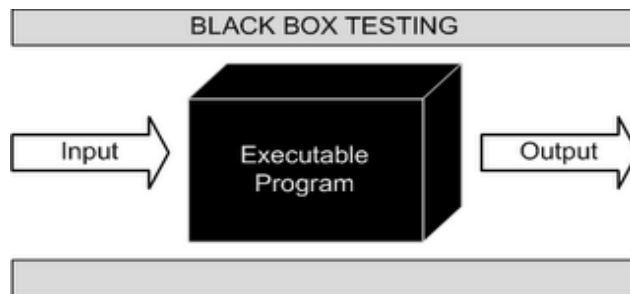 BLACK BOX TESTING
Input
Executable
Program
Output